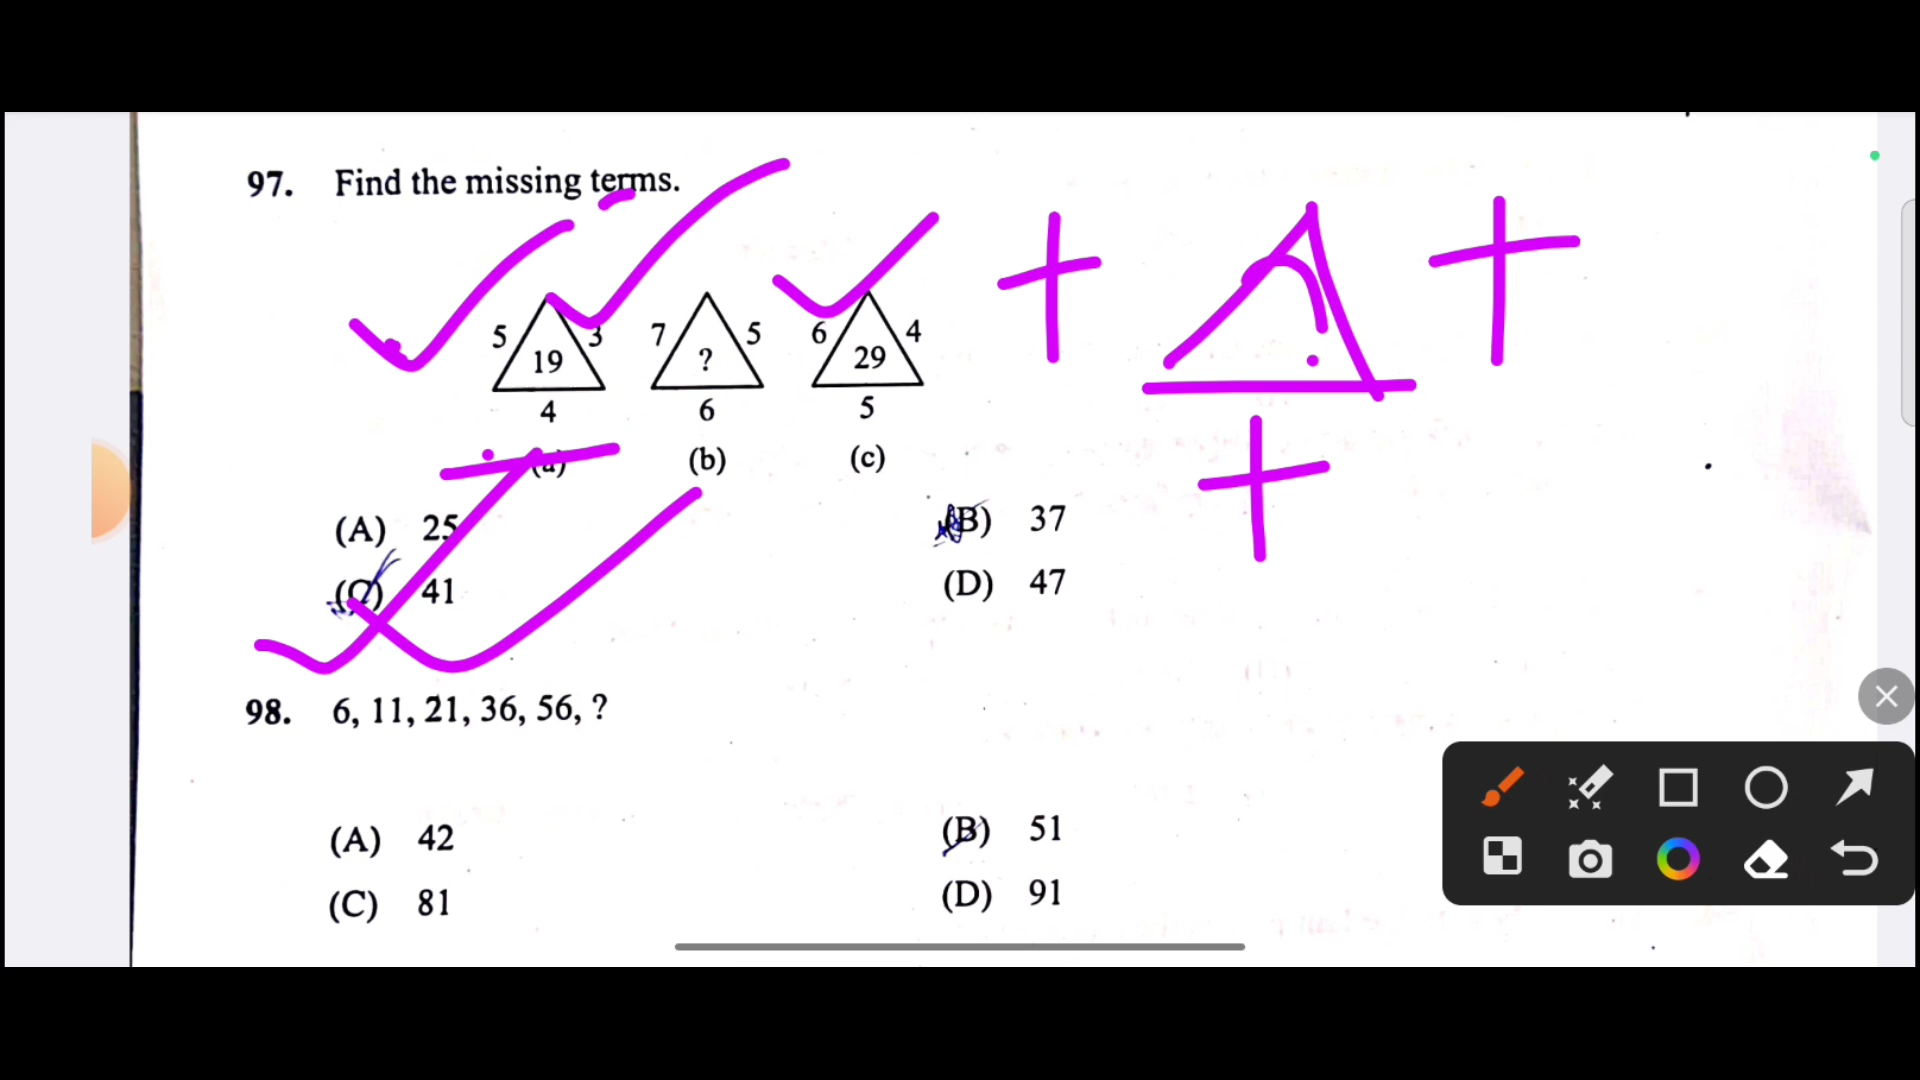 97. Find the missing terms.
5 19 3 7 ? 5 6 29 4
4 6 5
(a) (b) (c)
(A) 25 (B) 37
(C) 41 (D) 47
98. 6, 11, 21, 36, 56, ?
(A) 42 (B) 51
(C) 81 (D) 91